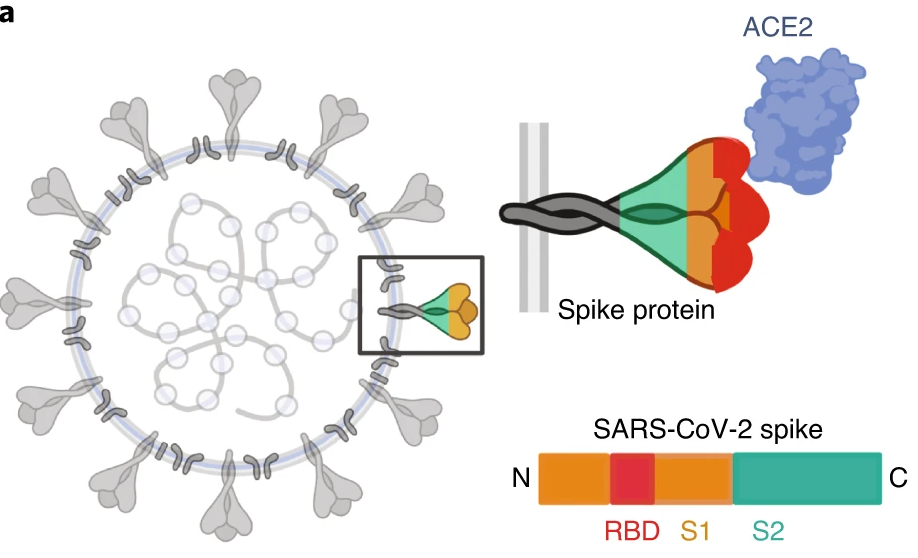 a
ACE2
Spike protein
SARS-CoV-2 spike
N C
RBD S1 S2